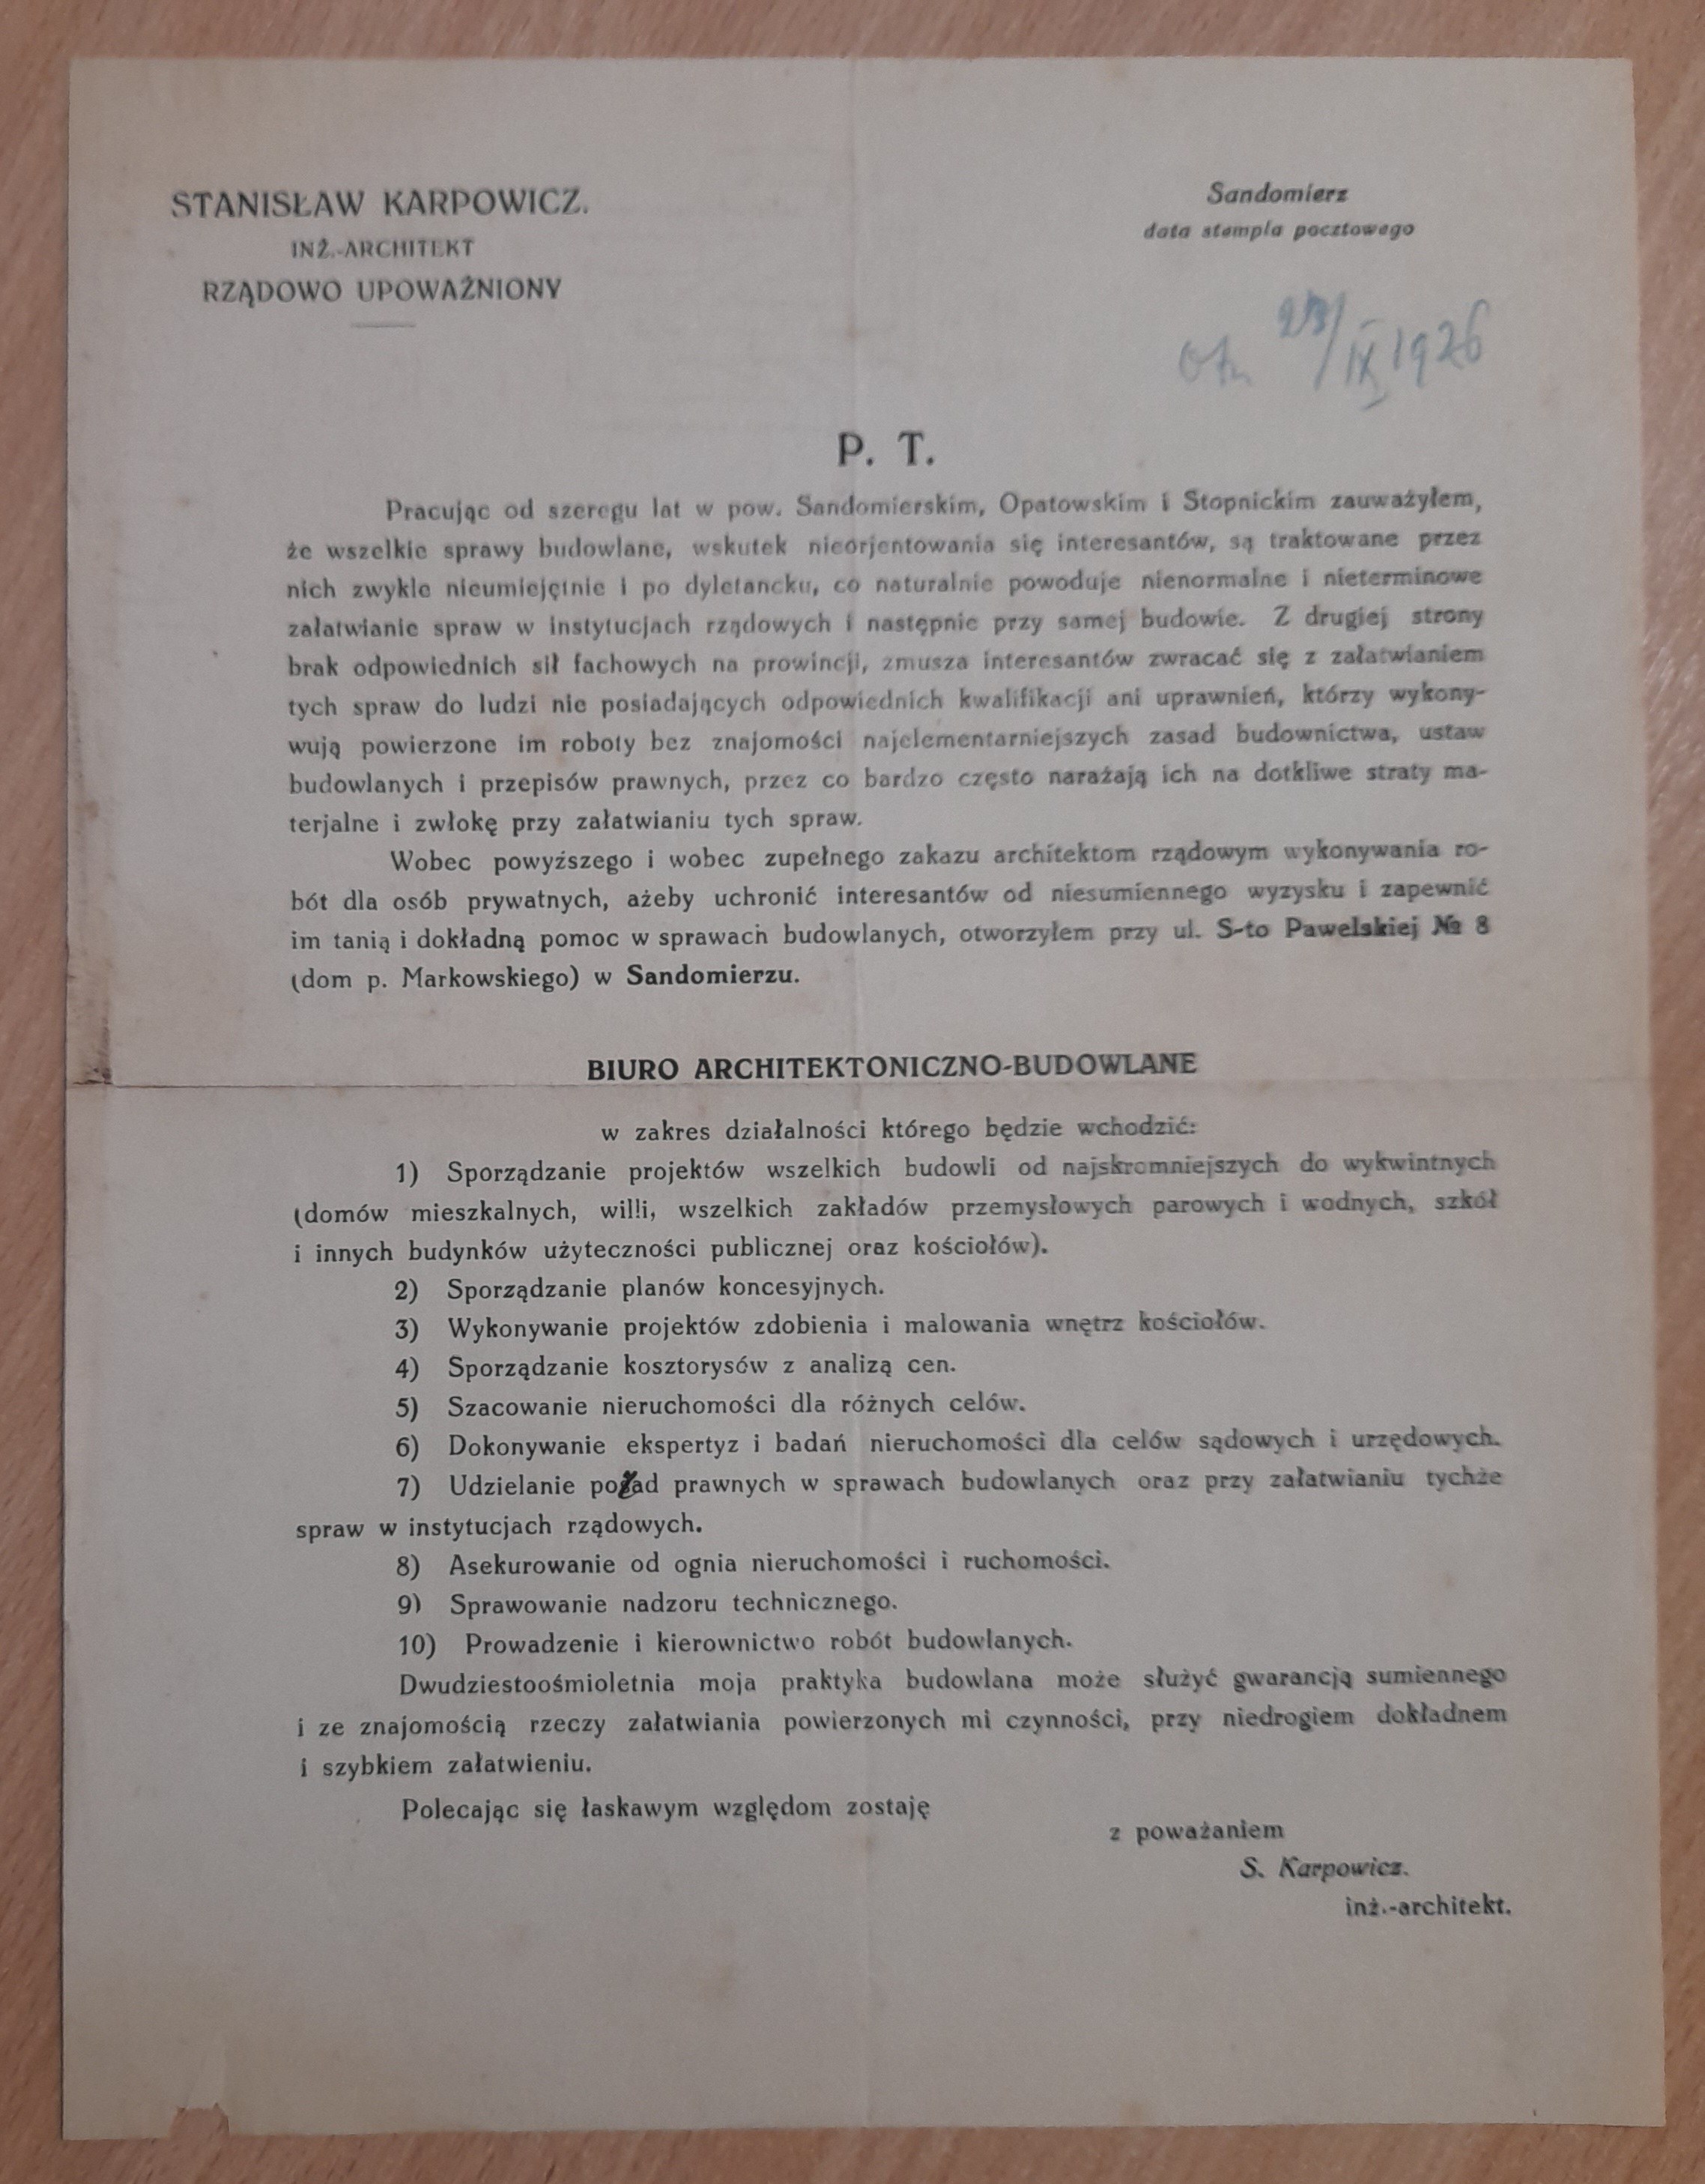 STANISŁAW KARPOWICZ.
INŻ.-ARCHITEKT
RZĄDOWO UPOWAŻNIONY
Sandomierz
data stempla pocztowego
/IX 1926
P. T.
Pracując od szeregu lat w pow. Sandomierskim, Opatowskim i Stopnickim zauważyłem,
że wszelkie sprawy budowlane, wskutek nieorjentowania się interesantów, są traktowane przez
nich zwykle nieumiejętnie i po dyletancku, co naturalnie powoduje nienormalne i nieterminowe
załatwianie spraw w instytucjach rządowych i następnie przy samej budowie. Z drugiej strony
brak odpowiednich sił fachowych na prowincji, zmusza interesantów zwracać się z załatwianiem
tych spraw do ludzi nie posiadających odpowiednich kwalifikacji ani uprawnień, którzy wykony-
wują powierzone im roboty bez znajomości najelementarniejszych zasad budownictwa, ustaw
budowlanych i przepisów prawnych, przez co bardzo często narażają ich na dotkliwe straty ma-
terjalne i zwłokę przy załatwianiu tych spraw.
Wobec powyższego i wobec zupełnego zakazu architektom rządowym wykonywania ro-
bót dla osób prywatnych, ażeby uchronić interesantów od niesumiennego wyzysku i zapewnić
im tanią i dokładną pomoc w sprawach budowlanych, otworzyłem przy ul. S-to Pawelskiej № 8
(dom p. Markowskiego) w Sandomierzu.
BIURO ARCHITEKTONICZNO-BUDOWLANE
w zakres działalności którego będzie wchodzić:
1) Sporządzanie projektów wszelkich budowli od najskromniejszych do wykwintnych
(domów mieszkalnych, willi, wszelkich zakładów przemysłowych parowych i wodnych, szkół
i innych budynków użyteczności publicznej oraz kościołów).
2) Sporządzanie planów koncesyjnych.
3) Wykonywanie projektów zdobienia i malowania wnętrz kościołów.
4) Sporządzanie kosztorysów z analizą cen.
5) Szacowanie nieruchomości dla różnych celów.
6) Dokonywanie ekspertyz i badań nieruchomości dla celów sądowych i urzędowych.
7) Udzielanie porad prawnych w sprawach budowlanych oraz przy załatwianiu tychże
spraw w instytucjach rządowych.
8) Asekurowanie od ognia nieruchomości i ruchomości.
9) Sprawowanie nadzoru technicznego.
10) Prowadzenie i kierownictwo robót budowlanych.
Dwudziestoośmioletnia moja praktyka budowlana może służyć gwarancją sumiennego
i ze znajomością rzeczy załatwiania powierzonych mi czynności, przy niedrogiem dokładnem
i szybkiem załatwieniu.
Polecając się łaskawym względom zostaję
z poważaniem
S. Karpowicz.
inż.-architekt.